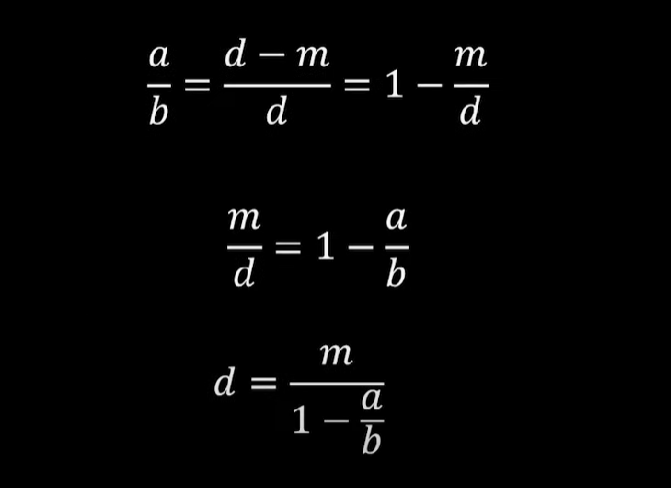 a/b = (d − m)/d = 1 − m/d
m/d = 1 − a/b
d = m/(1 − a/b)